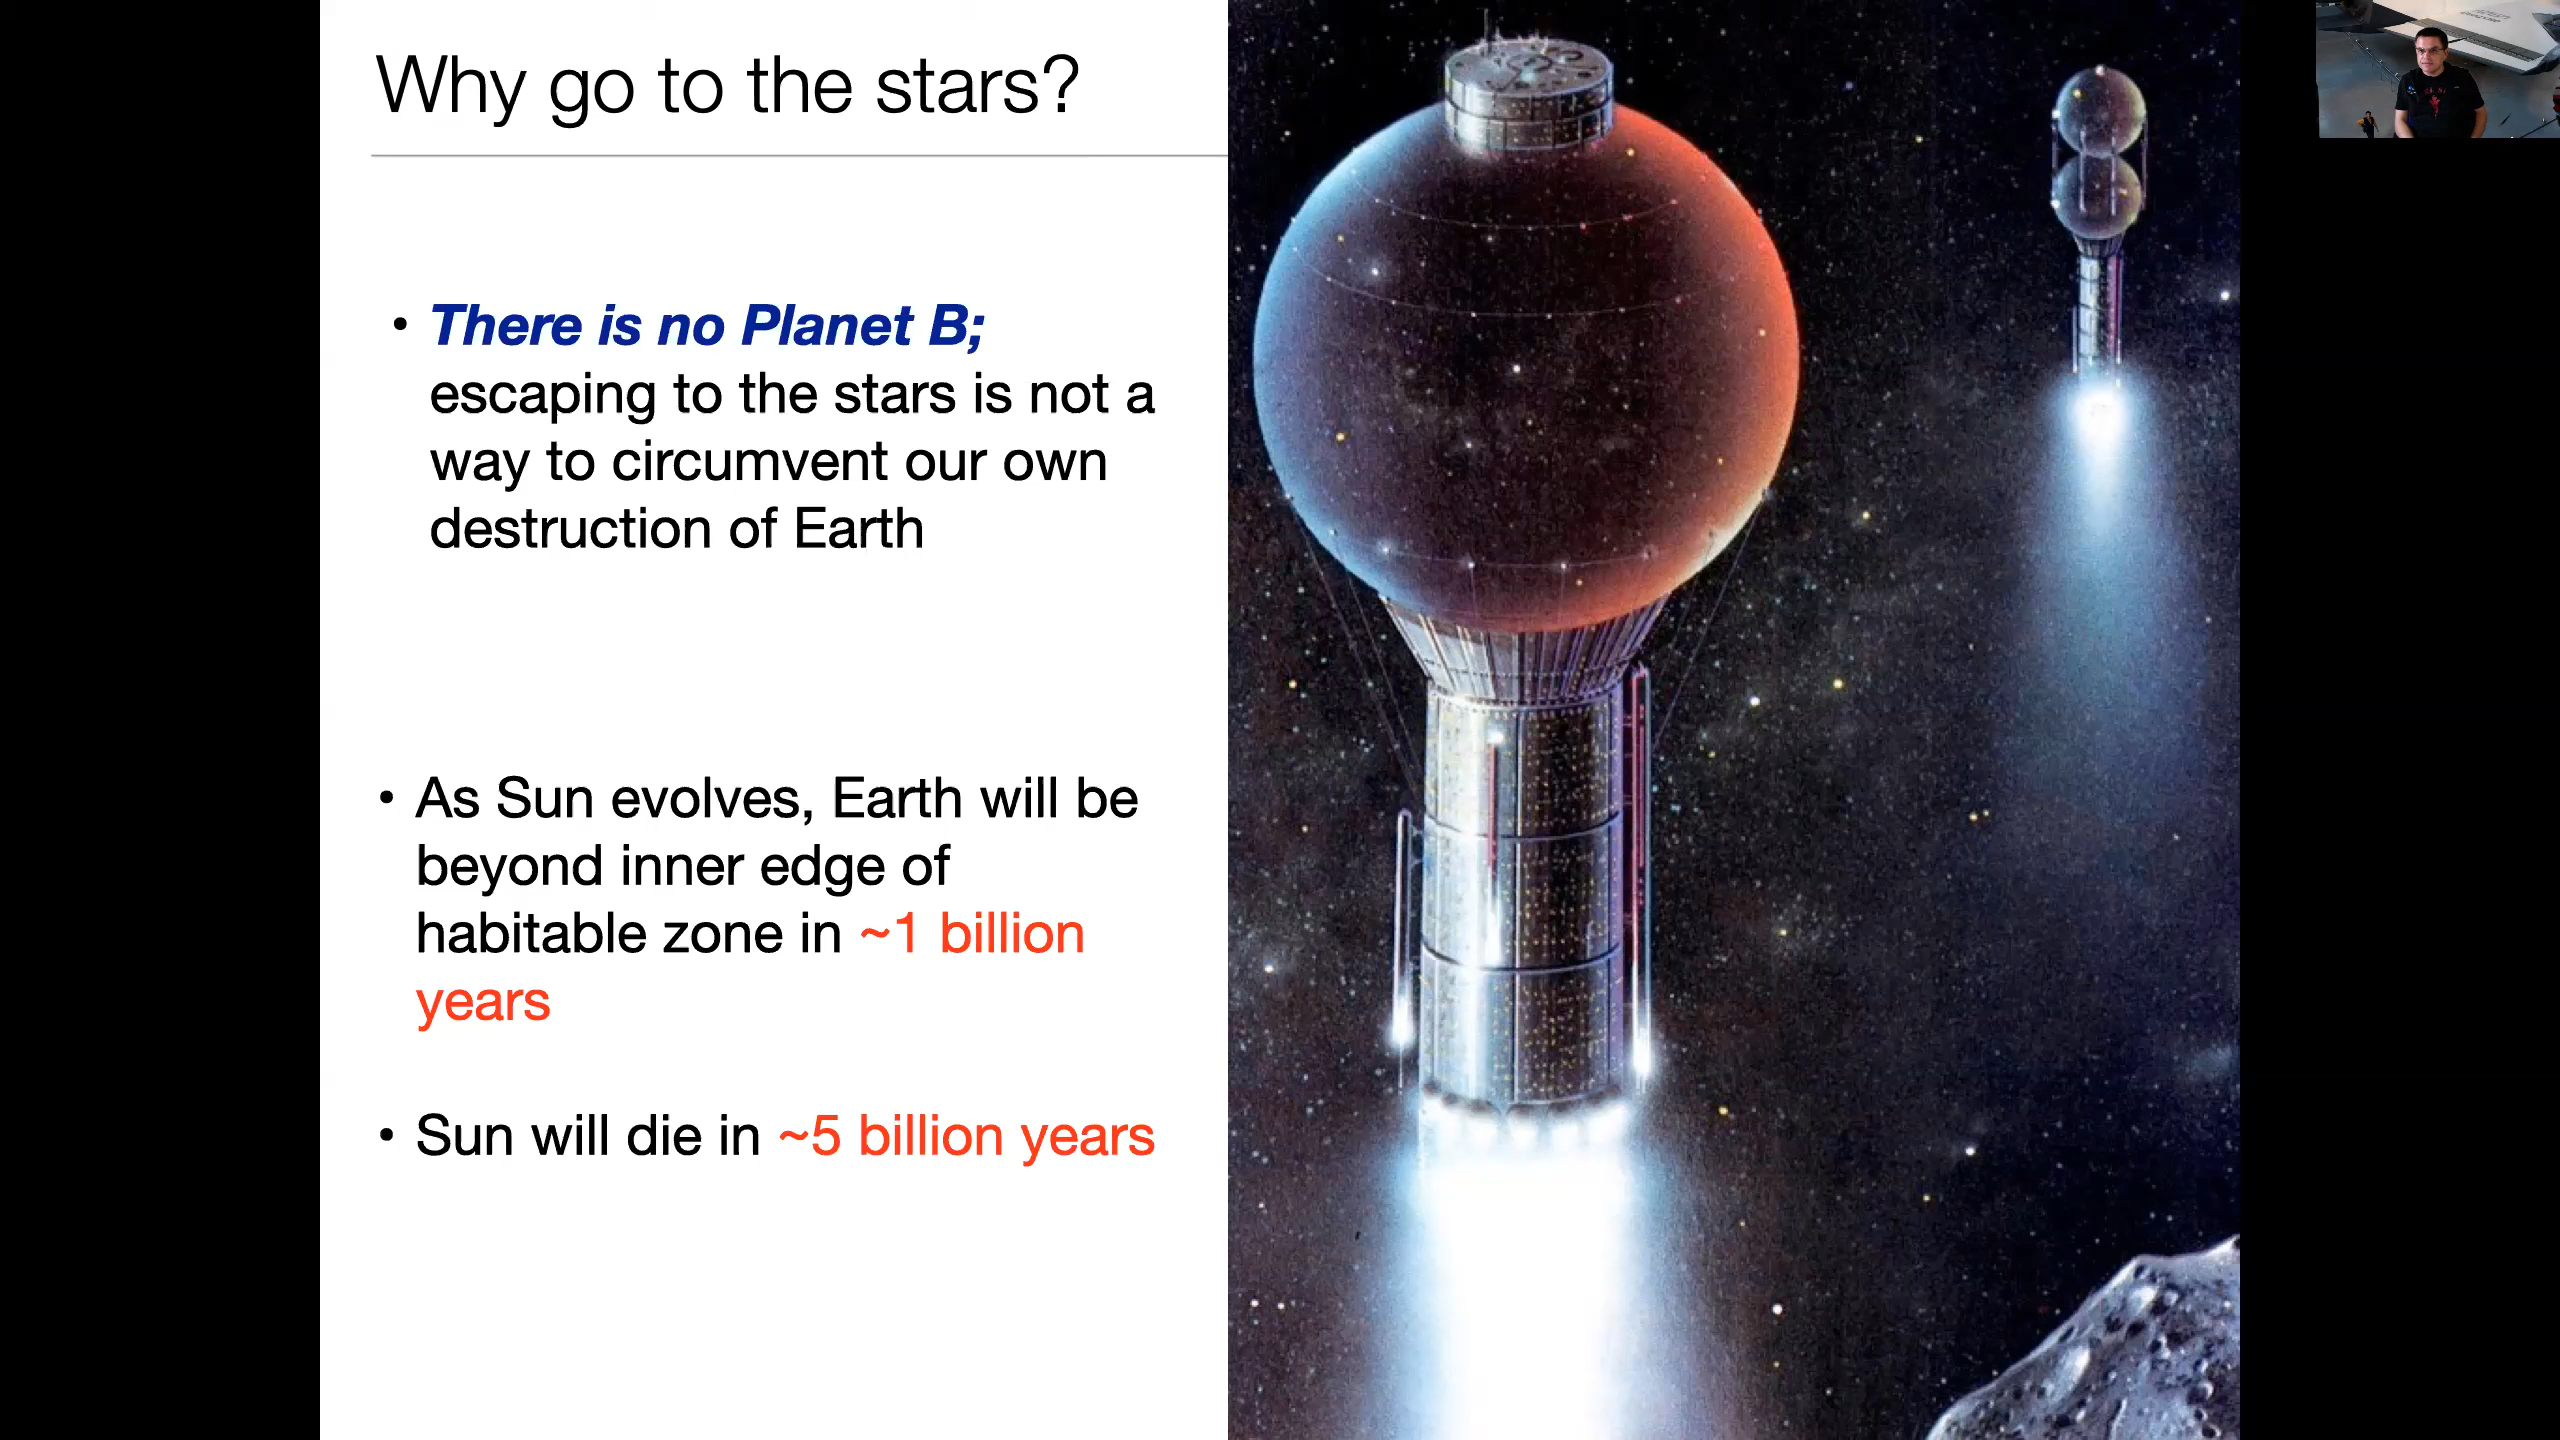 Why go to the stars?
• There is no Planet B;
escaping to the stars is not a
way to circumvent our own
destruction of Earth
• As Sun evolves, Earth will be
beyond inner edge of
habitable zone in ~1 billion
years
• Sun will die in ~5 billion years